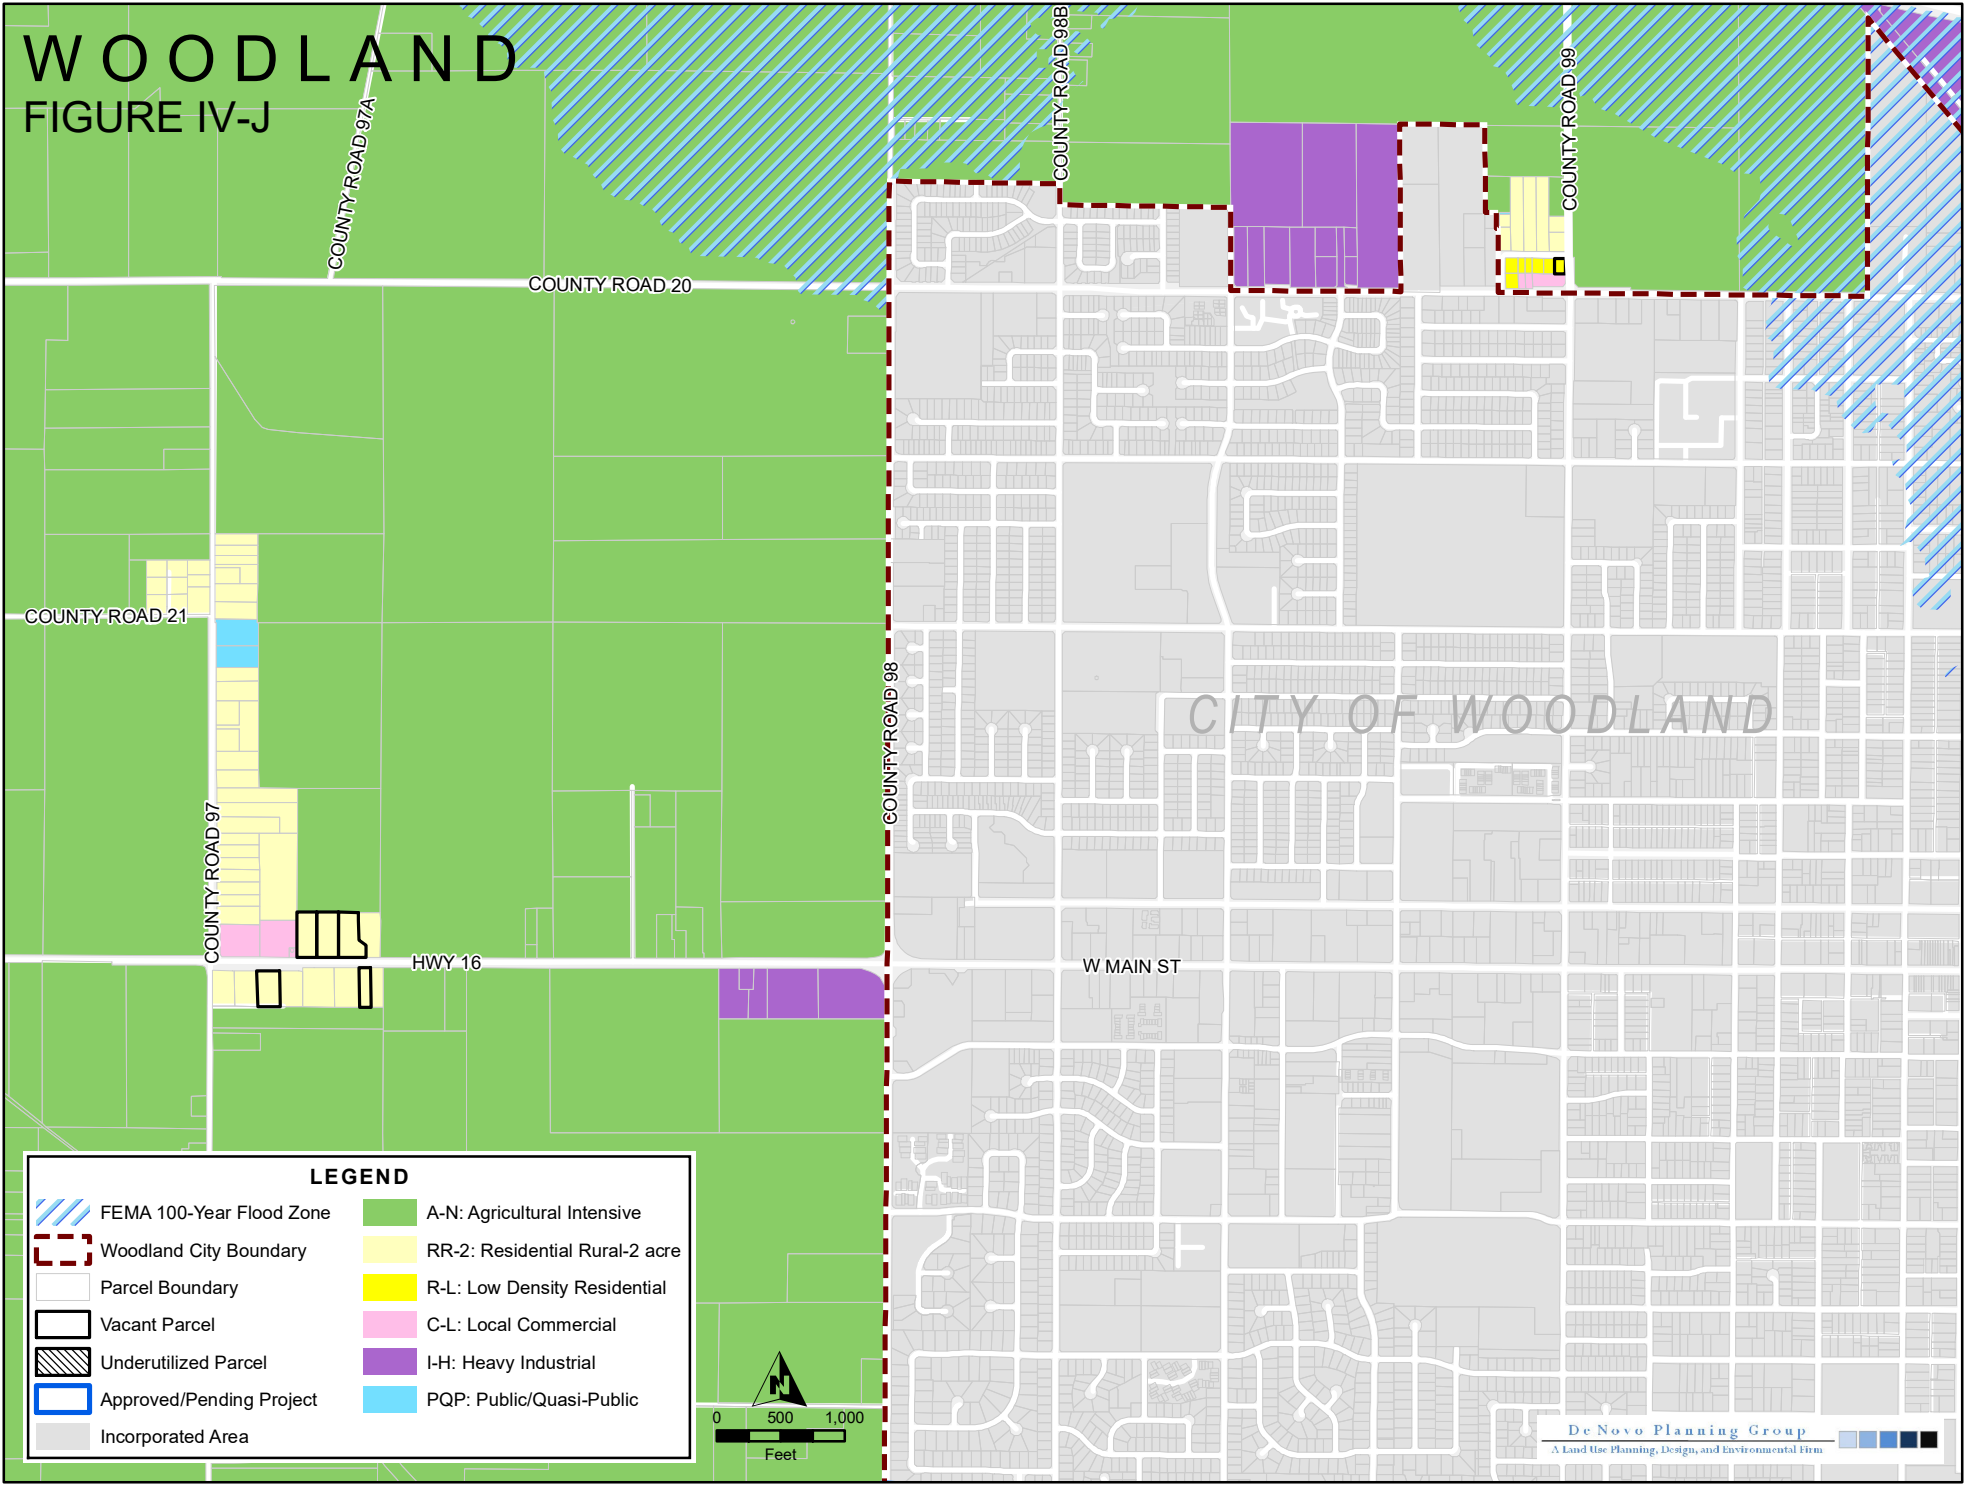 WOODLAND
FIGURE IV-J
COUNTY ROAD 97A
COUNTY ROAD 98B
COUNTY ROAD 99
COUNTY ROAD 20
COUNTY ROAD 21
COUNTY ROAD 98
CITY OF WOODLAND
COUNTY ROAD 97
HWY 16
W MAIN ST
LEGEND
FEMA 100-Year Flood Zone
Woodland City Boundary
Parcel Boundary
Vacant Parcel
Underutilized Parcel
Approved/Pending Project
Incorporated Area
A-N: Agricultural Intensive
RR-2: Residential Rural-2 acre
R-L: Low Density Residential
C-L: Local Commercial
I-H: Heavy Industrial
PQP: Public/Quasi-Public
N
0 500 1,000
Feet
De Novo Planning Group
A Land Use Planning, Design, and Environmental Firm